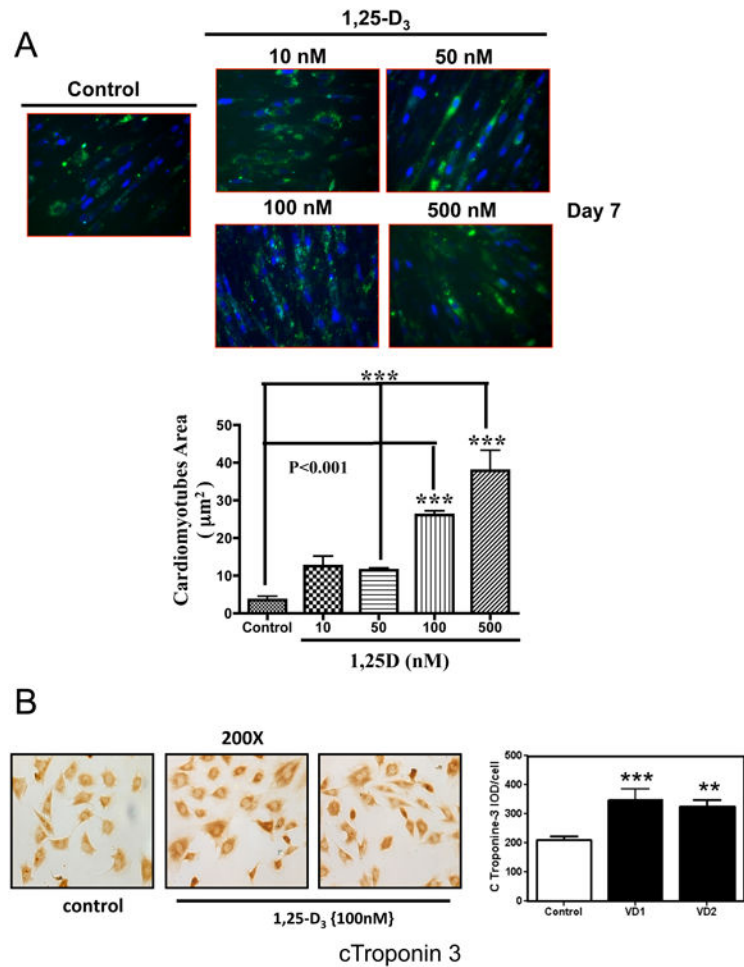 A
1,25-D₃
10 nM
50 nM
Control
100 nM
500 nM
Day 7
***
Cardiomyotubes Area
( μm²)
50
40
30
20
10
0
P<0.001
***
***
Control
10
50
100
500
1,25D (nM)
B
200X
control
1,25-D₃ {100nM}
cTroponin 3
C Troponine-3 IOD/cell
500
400
300
200
100
0
***
**
Control
VD1
VD2